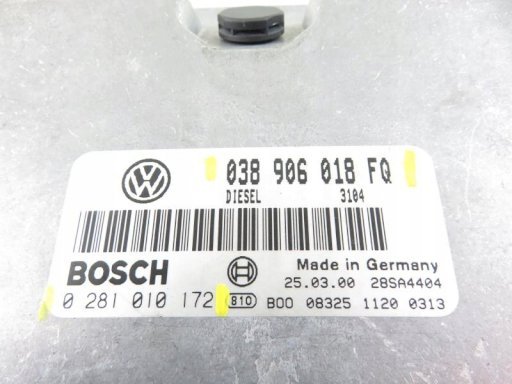 038 906 018 FQ
DIESEL 3104
BOSCH
Made in Germany
25.03.00 28SA4404
0 281 010 172 810 B00 08325 1120 0313